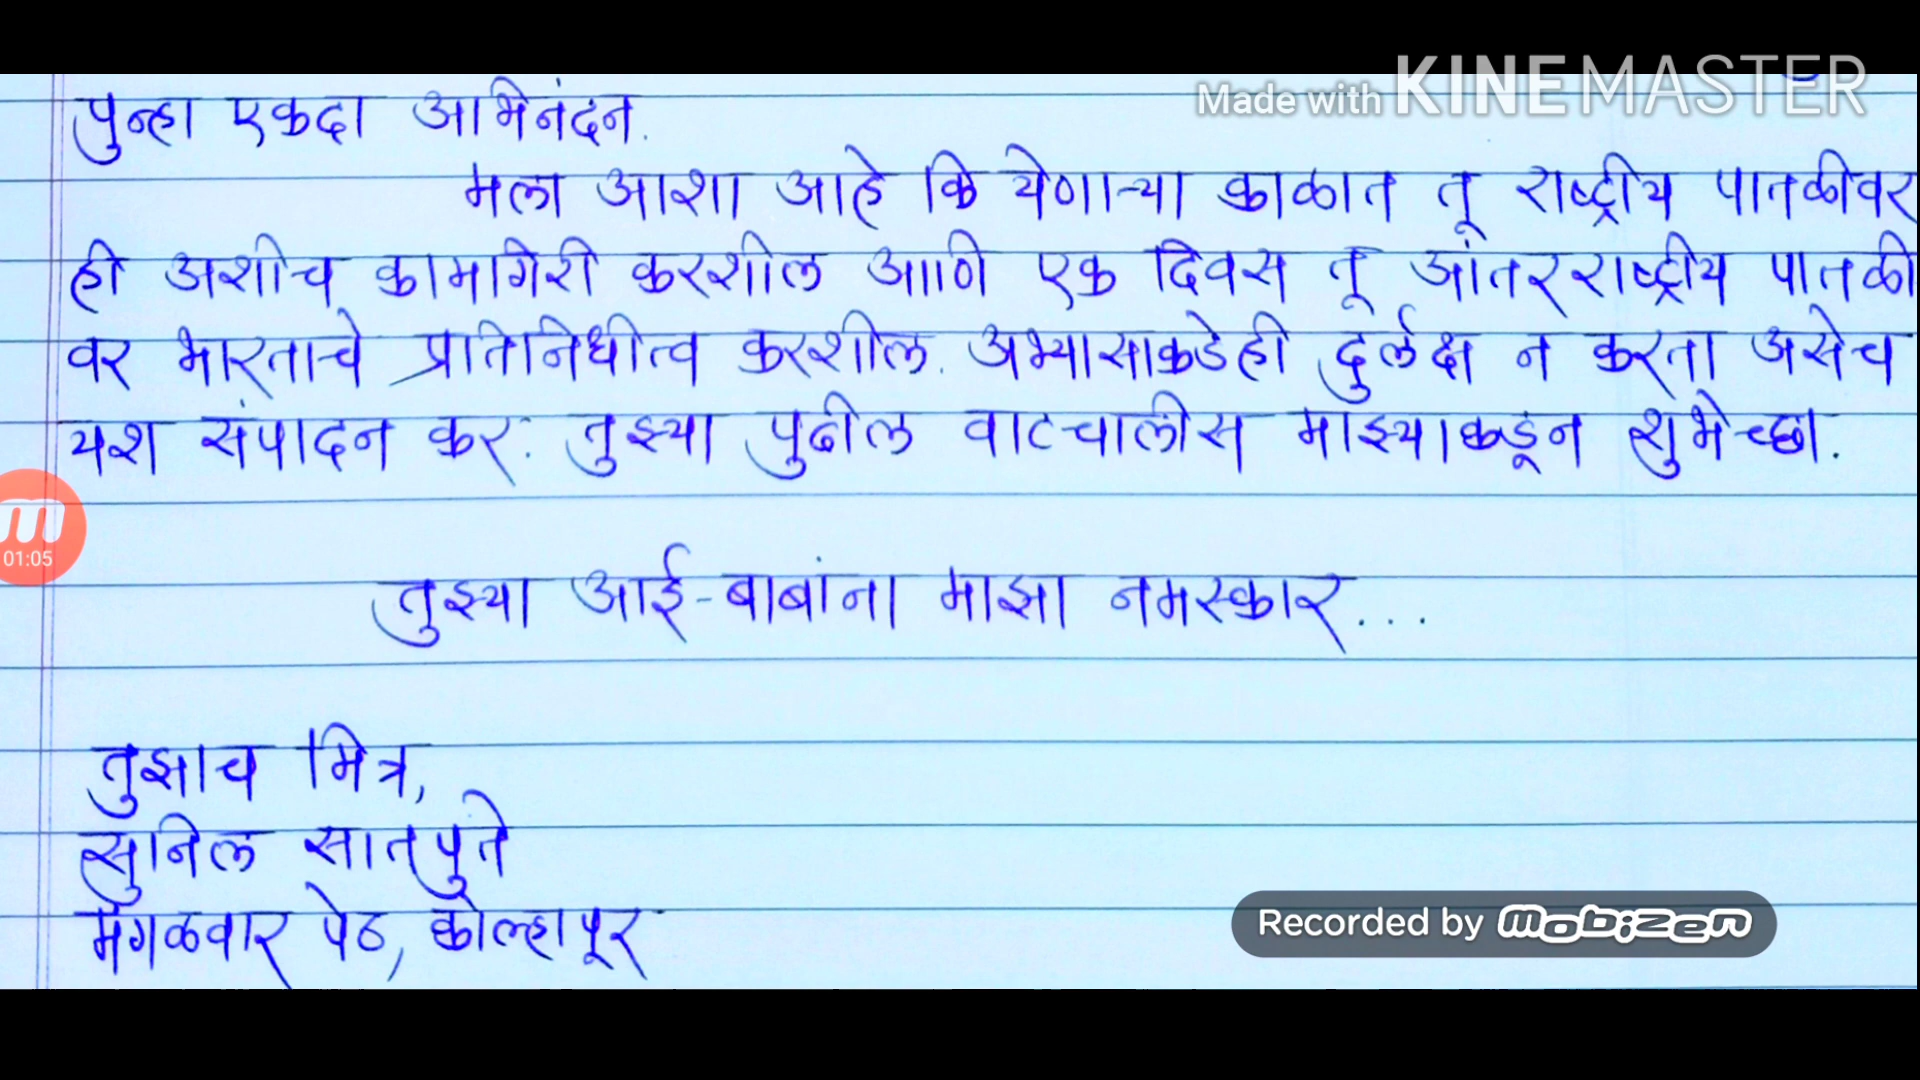 Made with KINEMASTER
पुन्हा एकदा अभिनंदन.
मला आशा आहे कि येणाऱ्या काळात तू राष्ट्रीय पातळीवर
ही अशीच कामगिरी करशील आणि एक दिवस तू आंतरराष्ट्रीय पातळी
वर भारताचे प्रतिनिधीत्व करशील. अभ्यासाकडेही दुर्लक्ष न करता असेच
यश संपादन कर. तुझ्या पुढील वाटचालीस माझ्याकडून शुभेच्छा.
01:05
तुझ्या आई-बाबांना माझा नमस्कार...
तुझाच मित्र,
सुनिल सातपुते
मंगळवार पेठ, कोल्हापूर
Recorded by mobizen